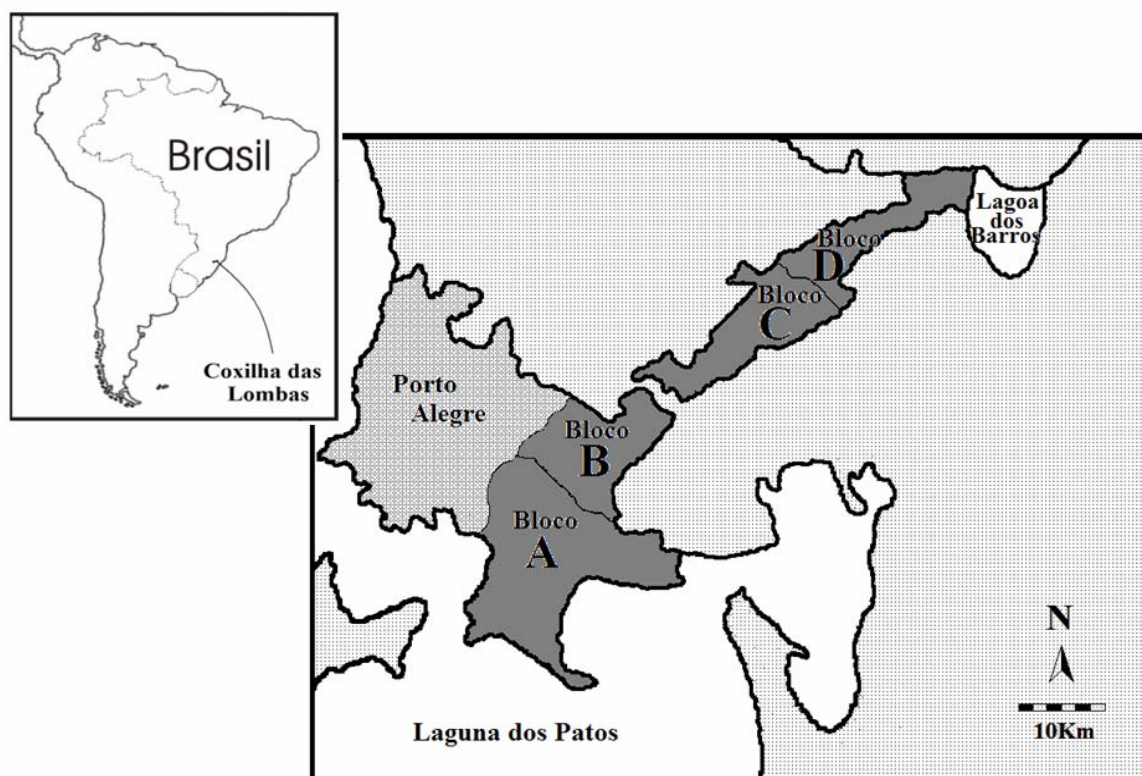 Brasil
Coxilha das
Lombas
Lagoa
dos
Barros
Bloco
D
Bloco
C
Porto
Alegre
Bloco
B
Bloco
A
N
10Km
Laguna dos Patos